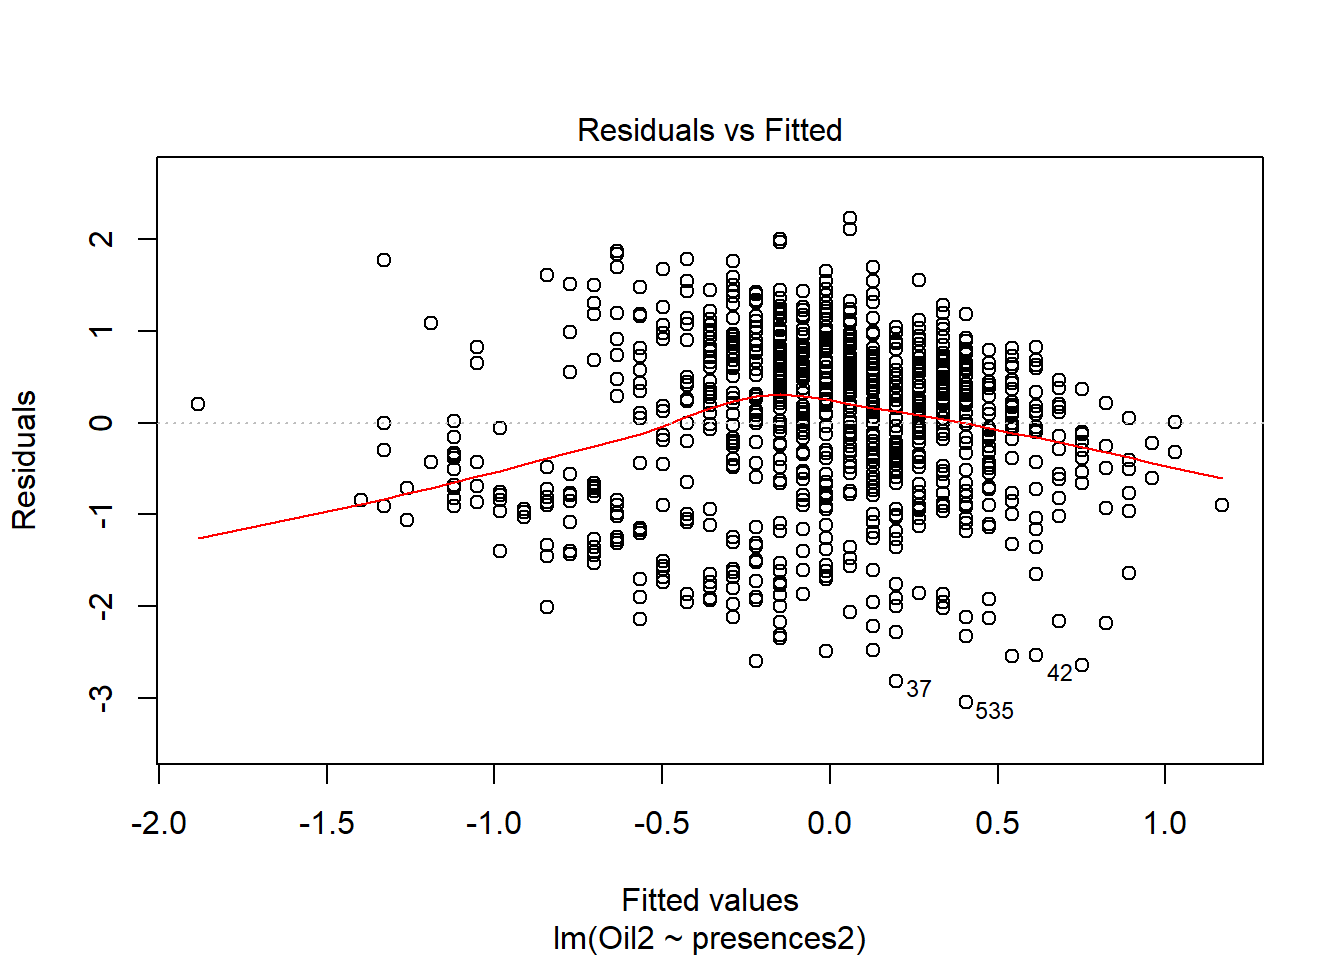 Residuals vs Fitted
Residuals
2
1
0
-1
-2
-3
42
37
535
-2.0 -1.5 -1.0 -0.5 0.0 0.5 1.0
Fitted values
lm(Oil2 ~ presences2)